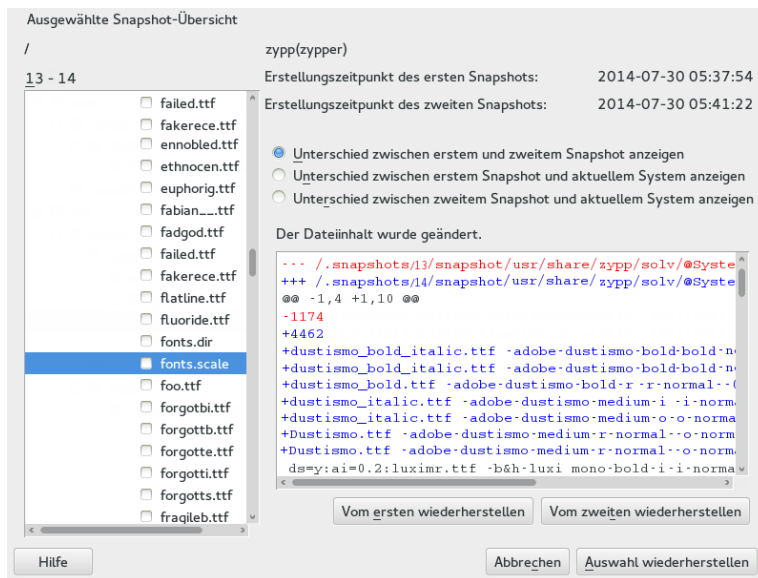 Ausgewählte Snapshot-Übersicht
/
13 - 14
failed.ttf
fakerece.ttf
ennobled.ttf
ethnocen.ttf
euphorig.ttf
fabian__.ttf
fadgod.ttf
failed.ttf
fakerece.ttf
flatline.ttf
fluoride.ttf
fonts.dir
fonts.scale
foo.ttf
forgotbi.ttf
forgottb.ttf
forgotte.ttf
forgotti.ttf
forgotts.ttf
fragileb.ttf
zypp(zypper)
Erstellungszeitpunkt des ersten Snapshots: 2014-07-30 05:37:54
Erstellungszeitpunkt des zweiten Snapshots: 2014-07-30 05:41:22
Unterschied zwischen erstem und zweitem Snapshot anzeigen
Unterschied zwischen erstem Snapshot und aktuellem System anzeigen
Unterschied zwischen zweitem Snapshot und aktuellem System anzeigen
Der Dateiinhalt wurde geändert.
--- /.snapshots/13/snapshot/usr/share/zypp/solv/@Syste
+++ /.snapshots/14/snapshot/usr/share/zypp/solv/@Syste
@@ -1,4 +1,10 @@
-1174
+4462
+dustismo_bold_italic.ttf -adobe-dustismo-bold-bold-n
+dustismo_bold_italic.ttf -adobe-dustismo-bold-bold-n
+dustismo_bold.ttf -adobe-dustismo-bold-r -r-normal--0
+dustismo_italic.ttf -adobe-dustismo-medium-i -i-norm
+dustismo_italic.ttf -adobe-dustismo-medium-o-o-norma
+Dustismo.ttf -adobe-dustismo-medium-r-normal--o-norm
+Dustismo.ttf -adobe-dustismo-medium-r-normal--o-norm
ds=y:ai=0.2:luximr.ttf -b&h-luxi mono-bold-i-i-norma
Vom ersten wiederherstellen
Vom zweiten wiederherstellen
Hilfe
Abbrechen
Auswahl wiederherstellen